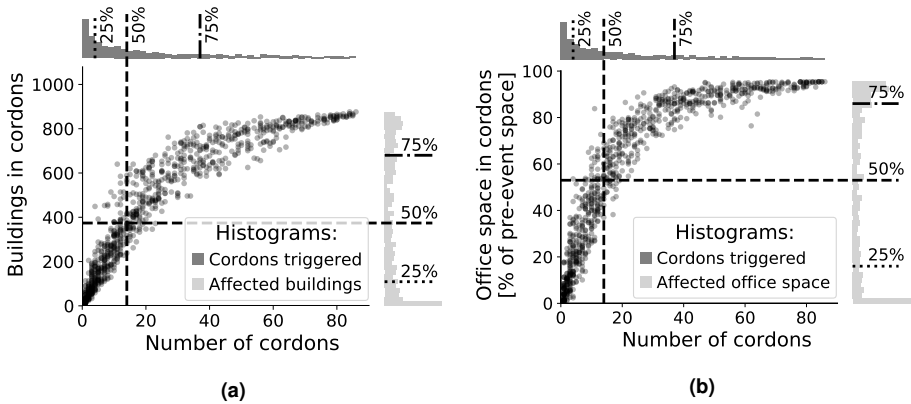 25%
50%
75%
1000
800
600
400
200
0
Buildings in cordons
75%
50%
25%
Histograms:
Cordons triggered
Affected buildings
0 20 40 60 80
Number of cordons
(a)
25%
50%
75%
100
80
60
40
20
0
Office space in cordons
[% of pre-event space]
75%
50%
25%
Histograms:
Cordons triggered
Affected office space
0 20 40 60 80
Number of cordons
(b)